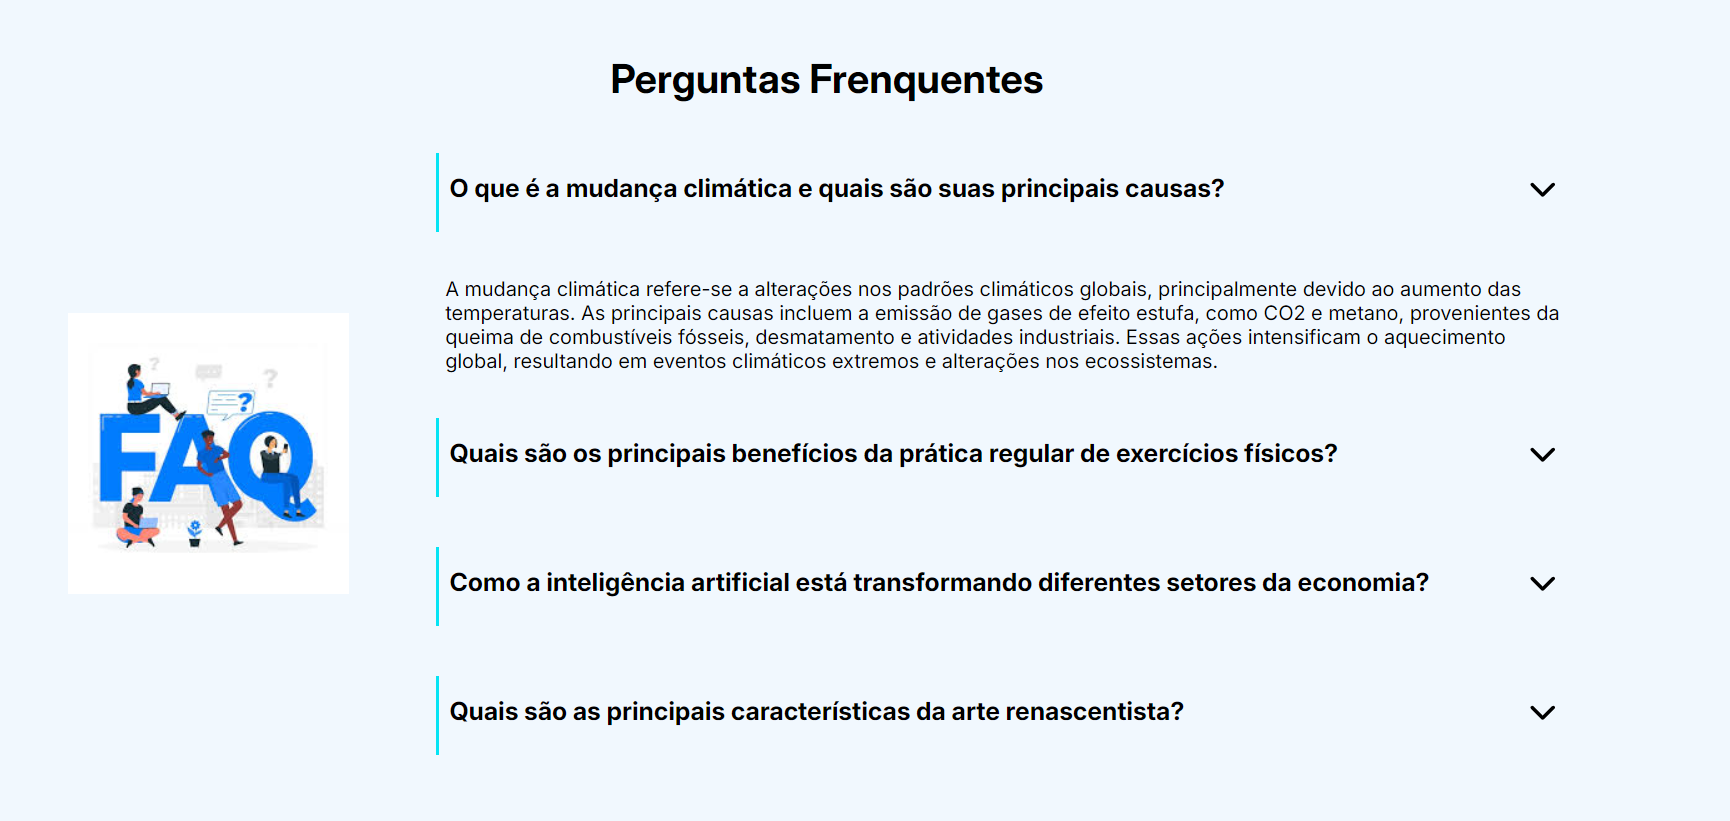 Perguntas Frenquentes
O que é a mudança climática e quais são suas principais causas?
A mudança climática refere-se a alterações nos padrões climáticos globais, principalmente devido ao aumento das
temperaturas. As principais causas incluem a emissão de gases de efeito estufa, como CO2 e metano, provenientes da
queima de combustíveis fósseis, desmatamento e atividades industriais. Essas ações intensificam o aquecimento
global, resultando em eventos climáticos extremos e alterações nos ecossistemas.
? ?
?
FAQ
Quais são os principais benefícios da prática regular de exercícios físicos?
Como a inteligência artificial está transformando diferentes setores da economia?
Quais são as principais características da arte renascentista?